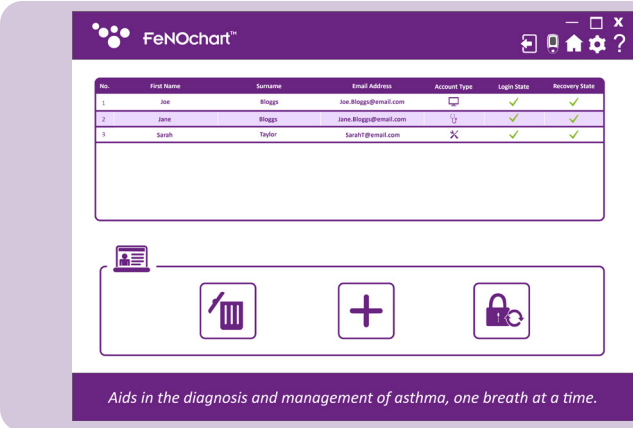 FeNOchart™
No. First Name Surname Email Address Account Type Login State Recovery State
1 Joe Bloggs Joe.Bloggs@email.com
2 Jane Bloggs Jane.Bloggs@email.com
3 Sarah Taylor SarahT@email.com
Aids in the diagnosis and management of asthma, one breath at a time.